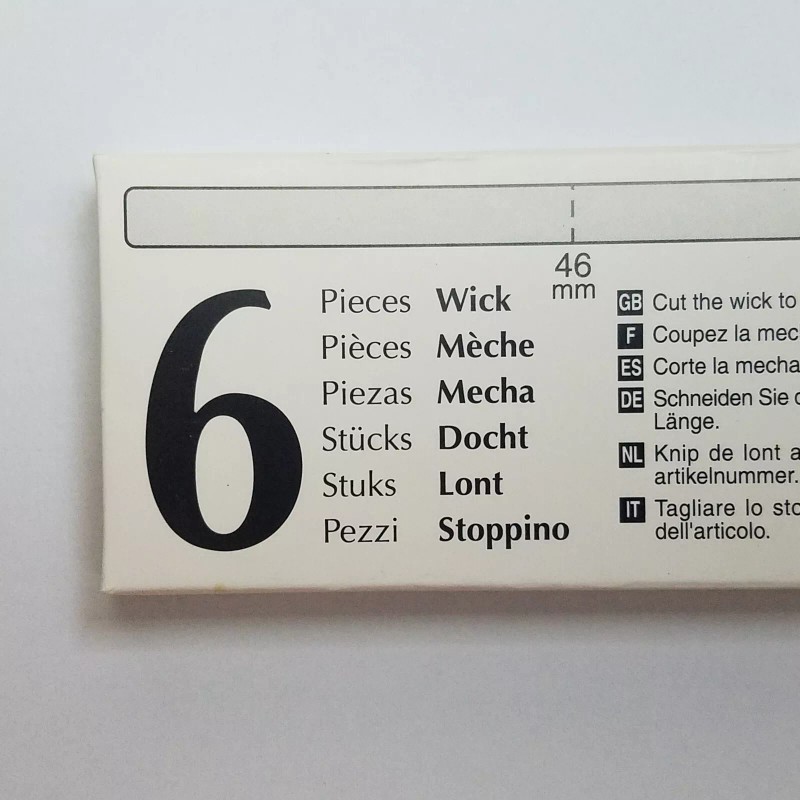 46
mm
6
Pieces Wick
Pièces Mèche
Piezas Mecha
Stücks Docht
Stuks Lont
Pezzi Stoppino
GB Cut the wick to
F Coupez la
ES Corte la mecha
DE Schneiden Sie
Länge.
NL Knip de lont
artikelnummer.
IT Tagliare lo
dell'articolo.